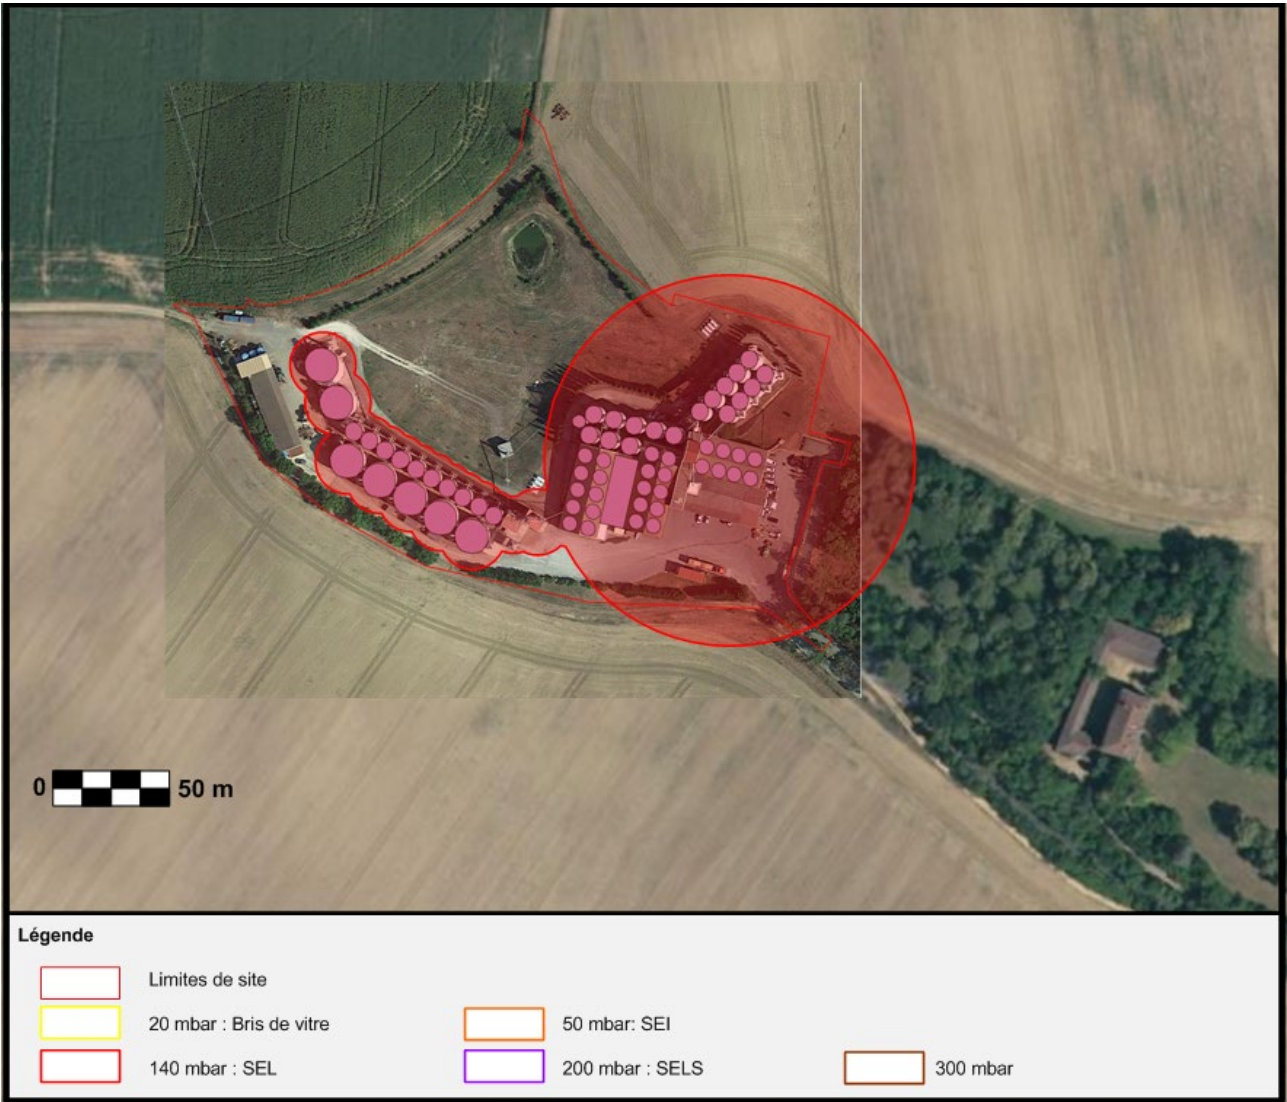 0 50 m
Légende
Limites de site
20 mbar : Bris de vitre
50 mbar: SEI
140 mbar : SEL
200 mbar : SELS
300 mbar